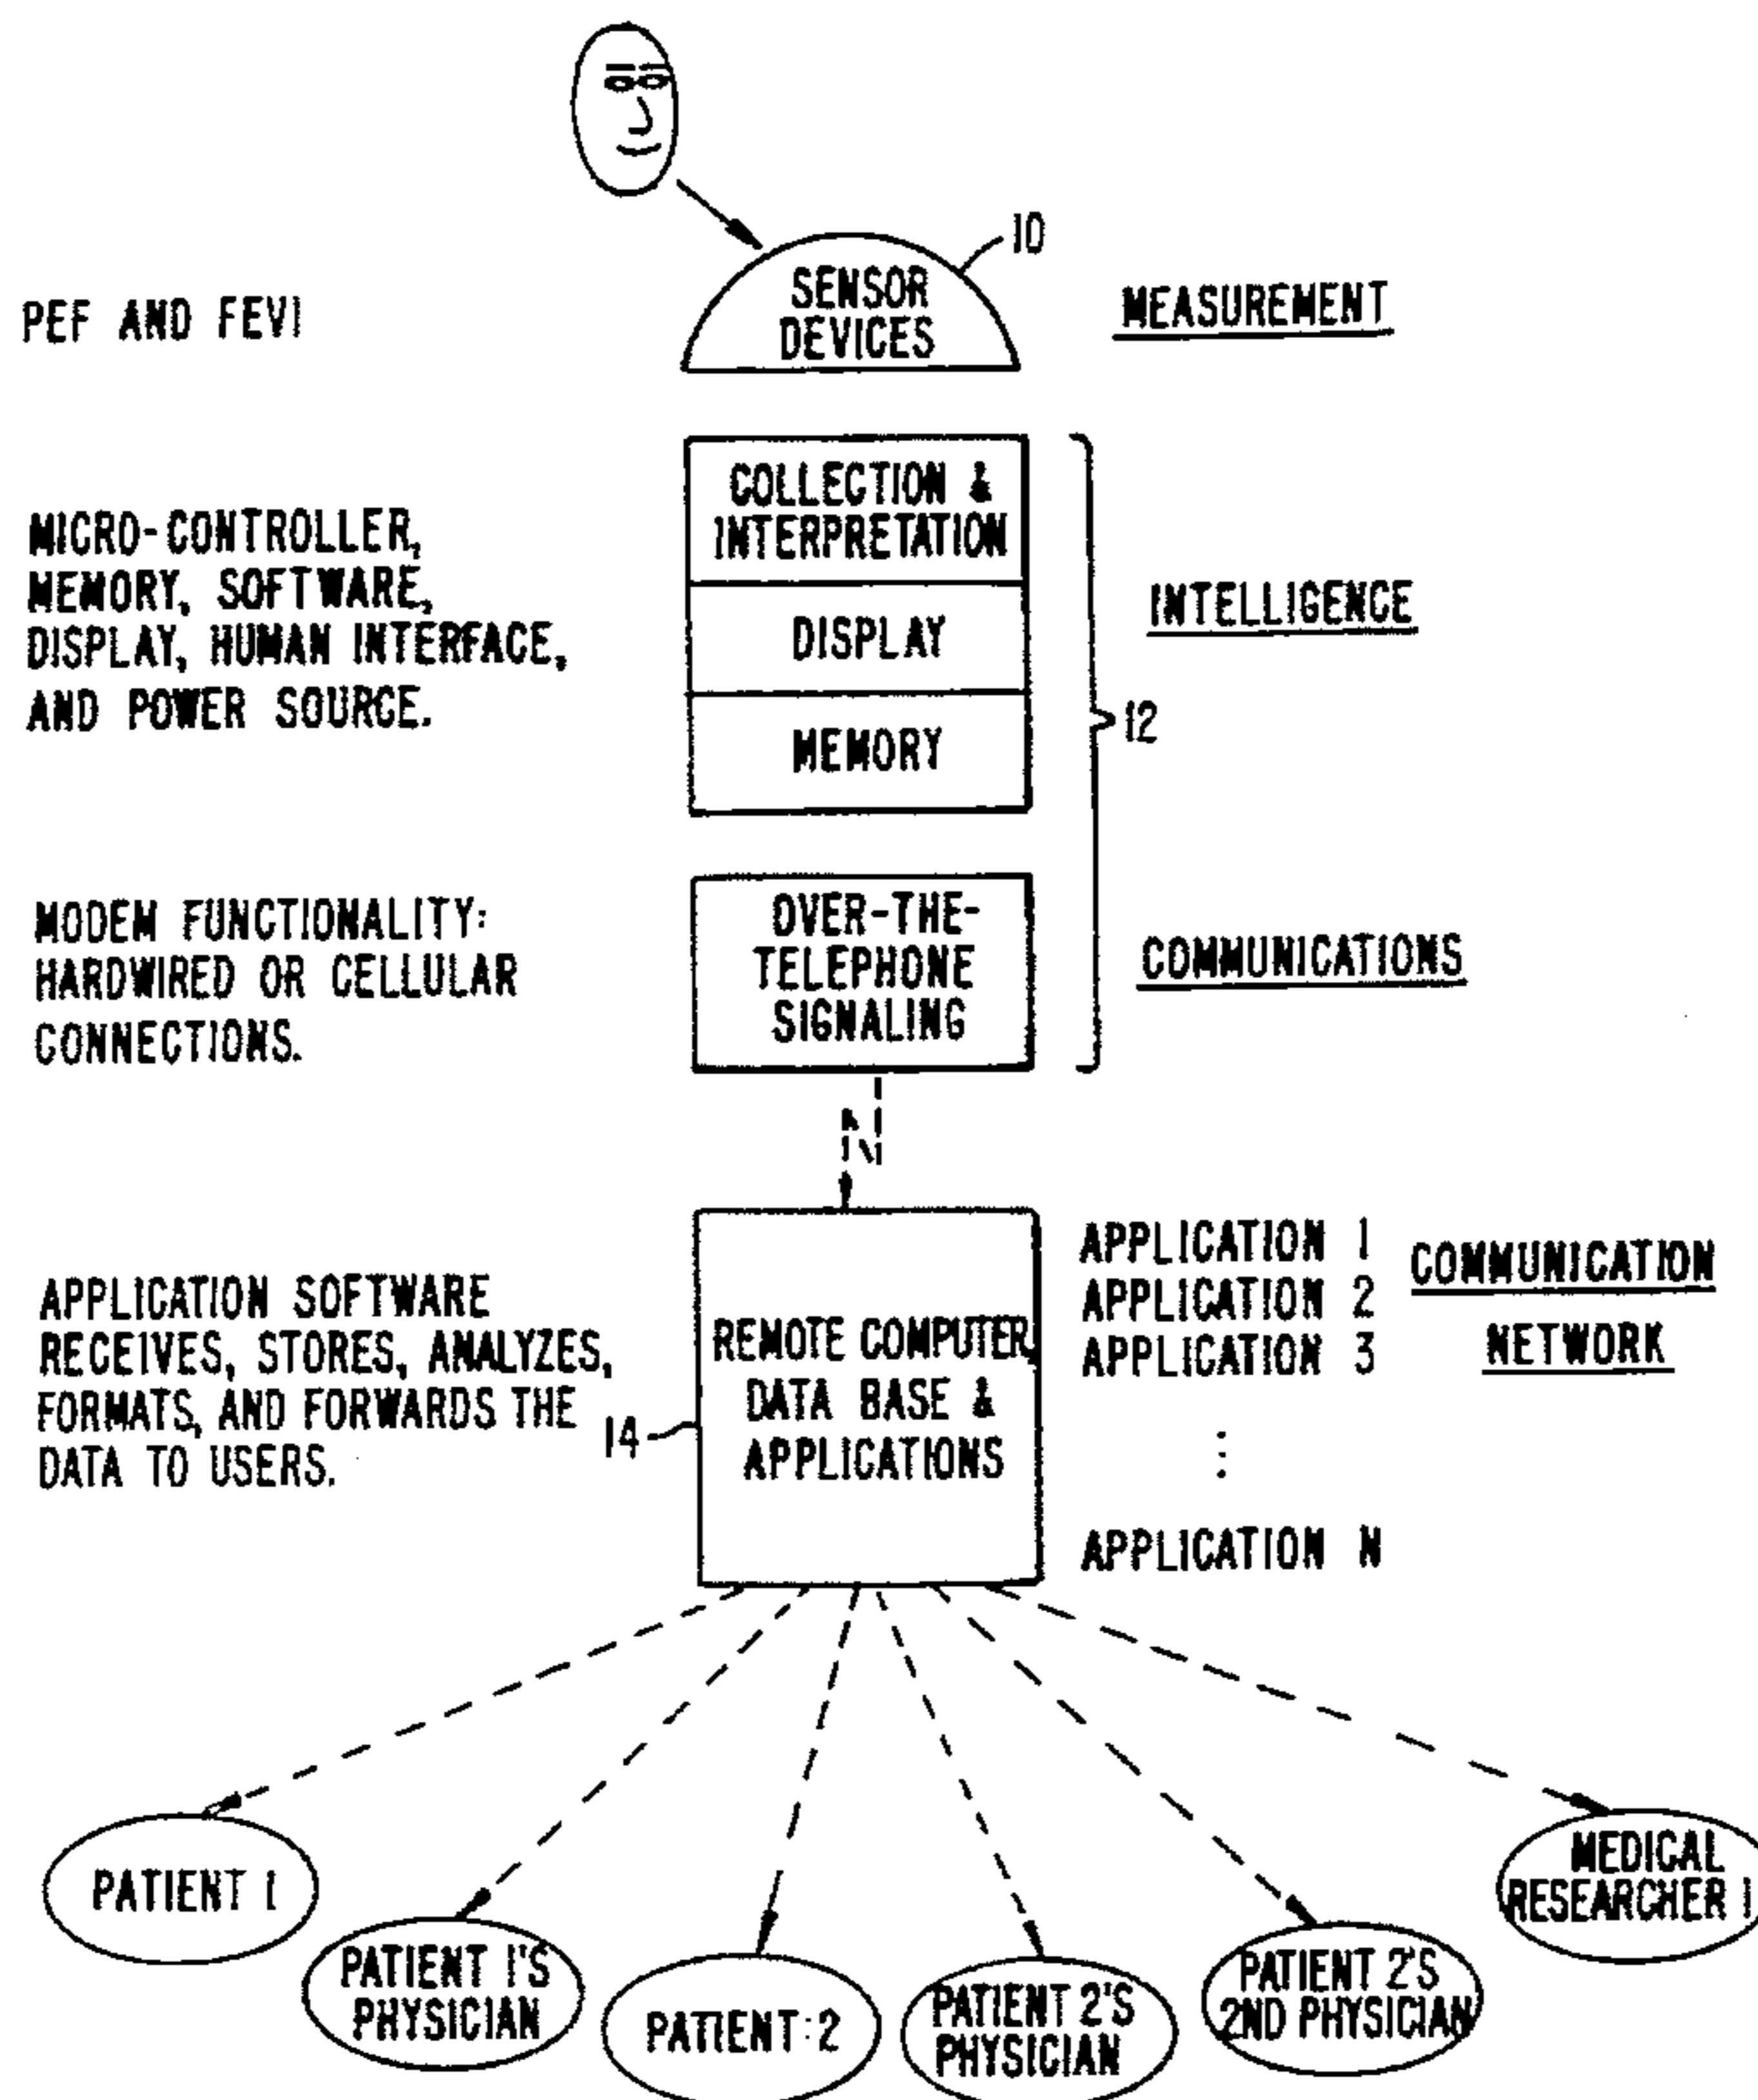 10
PEF AND FEV1
SENSOR
DEVICES
MEASUREMENT
MICRO-CONTROLLER,
MEMORY, SOFTWARE,
DISPLAY, HUMAN INTERFACE,
AND POWER SOURCE.
COLLECTION &
INTERPRETATION
DISPLAY
MEMORY
INTELLIGENCE
12
MODEM FUNCTIONALITY:
HARDWIRED OR CELLULAR
CONNECTIONS.
OVER-THE-
TELEPHONE
SIGNALING
COMMUNICATIONS
APPLICATION SOFTWARE
RECEIVES, STORES, ANALYZES,
FORMATS, AND FORWARDS THE
DATA TO USERS.
14
REMOTE COMPUTER
DATA BASE &
APPLICATIONS
APPLICATION 1
APPLICATION 2
APPLICATION 3
⋮
APPLICATION N
COMMUNICATION
NETWORK
PATIENT 1
PATIENT 1'S
PHYSICIAN
PATIENT 2
PATIENT 2'S
PHYSICIAN
PATIENT 2'S
2ND PHYSICIAN
MEDICAL
RESEARCHER 1